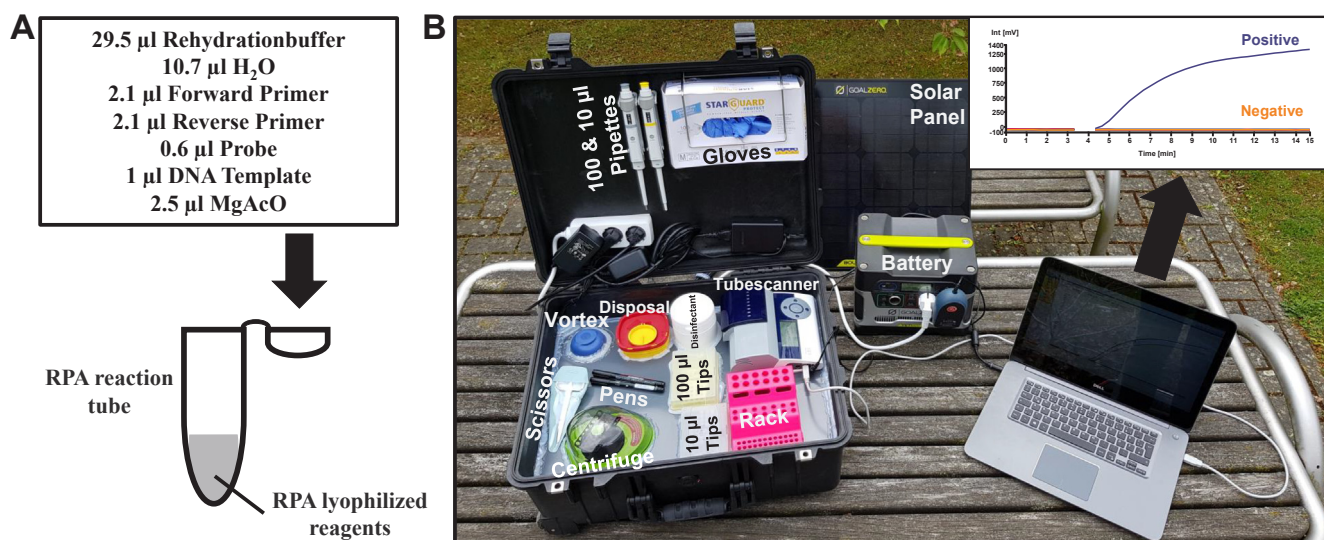 A
29.5 µl Rehydrationbuffer
10.7 µl H₂O
2.1 µl Forward Primer
2.1 µl Reverse Primer
0.6 µl Probe
1 µl DNA Template
2.5 µl MgAcO
RPA reaction
tube
RPA lyophilized
reagents
B
100 & 10 µl
Pipettes
STARGUARD
PROTECT
Gloves
GOALZERO
Solar
Panel
Battery
Tubescanner
Disposal
Disinfectant
Vortex
Scissors
Pens
100 µl
Tips
10 µl
Tips
Rack
Centrifuge
DELL
Int [mV]
1400
1250
1000
750
500
250
0
-100
0 1 2 3 4 5 6 7 8 9 10 11 12 13 14 15
Time [min]
Positive
Negative